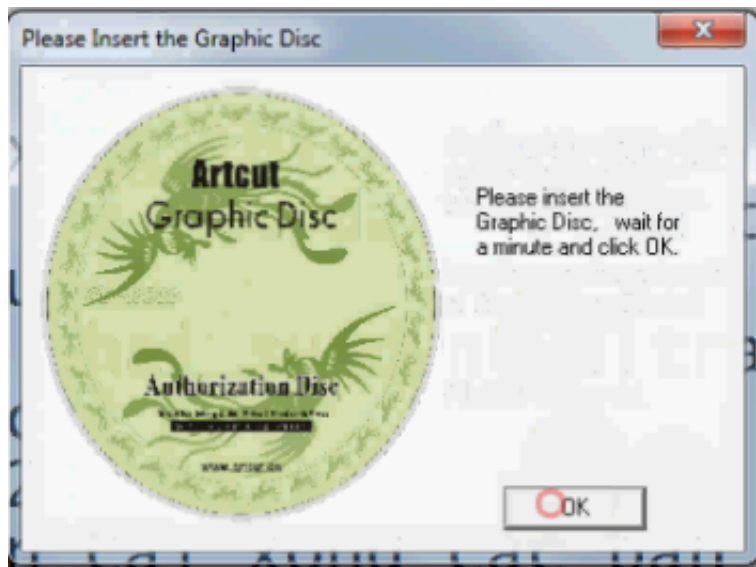 Please Insert the Graphic Disc
Artcut
Graphic Disc
Please insert the
Graphic Disc, wait for
a minute and click OK.
Authorization Disc
OK